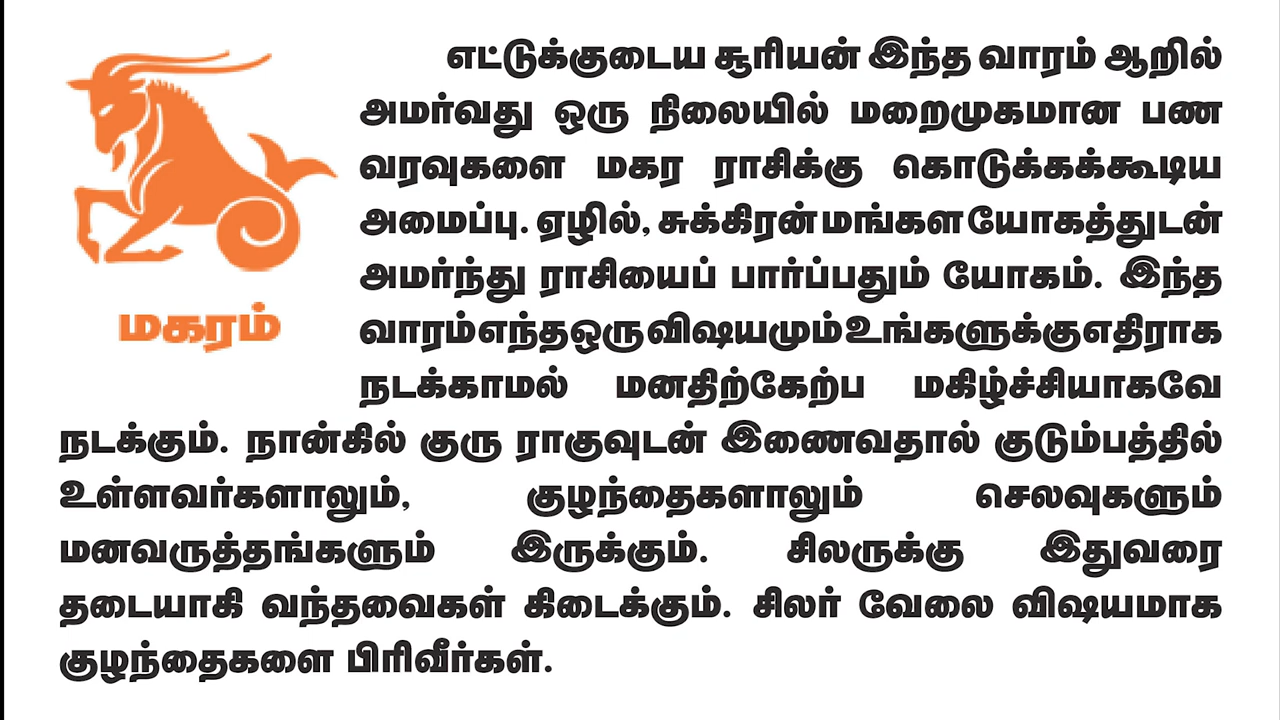 எட்டுக்குடைய சூரியன் இந்த வாரம் ஆறில்
அமர்வது ஒரு நிலையில் மறைமுகமான பண
வரவுகளை மகர ராசிக்கு கொடுக்கக்கூடிய
அமைப்பு. ஏழில், சுக்கிரன் மங்கள யோகத்துடன்
அமர்ந்து ராசியைப் பார்ப்பதும் யோகம். இந்த
வாரம் எந்த ஒரு விஷயமும் உங்களுக்கு எதிராக
நடக்காமல் மனதிற்கேற்ப மகிழ்ச்சியாகவே
மகரம்
நடக்கும். நான்கில் குரு ராகுவுடன் இணைவதால் குடும்பத்தில்
உள்ளவர்களாலும், குழந்தைகளாலும் செலவுகளும்
மனவருத்தங்களும் இருக்கும். சிலருக்கு இதுவரை
தடையாகி வந்தவைகள் கிடைக்கும். சிலர் வேலை விஷயமாக
குழந்தைகளை பிரிவீர்கள்.